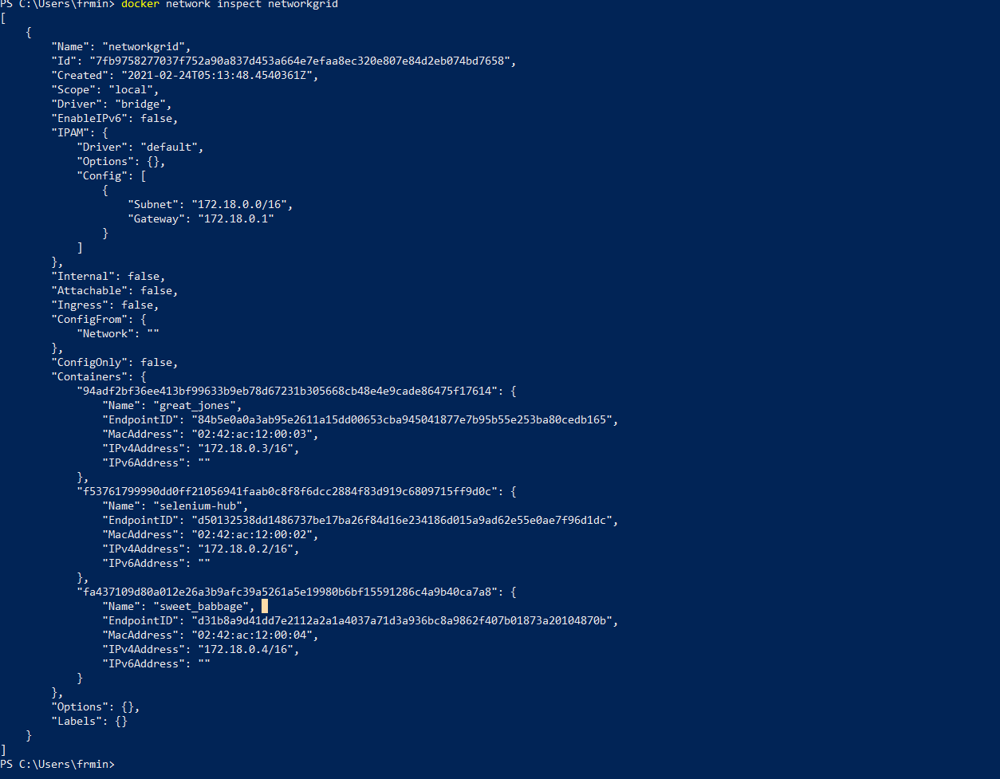 PS C:\Users\frmin> docker network inspect networkgrid
[
    {
        "Name": "networkgrid",
        "Id": "7fb9758277037f752a90a837d453a664e7efaa8ec320e807e84d2eb074bd7658",
        "Created": "2021-02-24T05:13:48.4540361Z",
        "Scope": "local",
        "Driver": "bridge",
        "EnableIPv6": false,
        "IPAM": {
            "Driver": "default",
            "Options": {},
            "Config": [
                {
                    "Subnet": "172.18.0.0/16",
                    "Gateway": "172.18.0.1"
                }
            ]
        },
        "Internal": false,
        "Attachable": false,
        "Ingress": false,
        "ConfigFrom": {
            "Network": ""
        },
        "ConfigOnly": false,
        "Containers": {
            "94adf2bf36ee413bf99633b9eb78d67231b305668cb48e4e9cade86475f17614": {
                "Name": "great_jones",
                "EndpointID": "84b5e0a0a3ab95e2611a15dd00653cba945041877e7b95b55e253ba80cedb165",
                "MacAddress": "02:42:ac:12:00:03",
                "IPv4Address": "172.18.0.3/16",
                "IPv6Address": ""
            },
            "f53761799990dd0ff21056941faab0c8f8f6dcc2884f83d919c6809715ff9d0c": {
                "Name": "selenium-hub",
                "EndpointID": "d50132538dd1486737be17ba26f84d16e234186d015a9ad62e55e0ae7f96d1dc",
                "MacAddress": "02:42:ac:12:00:02",
                "IPv4Address": "172.18.0.2/16",
                "IPv6Address": ""
            },
            "fa437109d80a012e26a3b9afc39a5261a5e19980b6bf15591286c4a9b40ca7a8": {
                "Name": "sweet_babbage",
                "EndpointID": "d31b8a9d41dd7e2112a2a1a4037a71d3a936bc8a9862f407b01873a20104870b",
                "MacAddress": "02:42:ac:12:00:04",
                "IPv4Address": "172.18.0.4/16",
                "IPv6Address": ""
            }
        },
        "Options": {},
        "Labels": {}
    }
]
PS C:\Users\frmin>